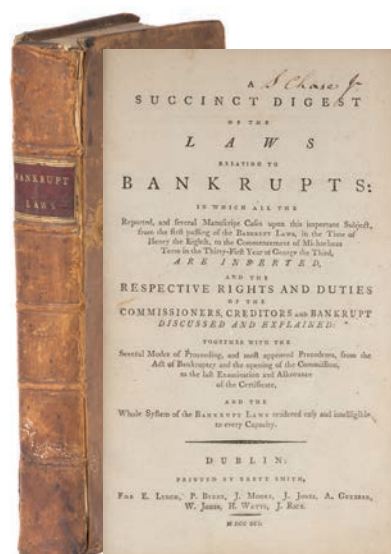 BANKRUPT
LAWS
S Chase Jr
A
SUCCINCT DIGEST
OF THE
LAWS
RELATING TO
BANKRUPTS:
IN WHICH ALL THE
Reported, and several Manuscript Cases upon this important Subject,
from the first passing of the BANKRUPT LAWS, in the Time of
Henry the Eighth, to the Commencement of Michaelmas
Term in the Thirty-First Year of George the Third,
ARE INSERTED,
AND THE
RESPECTIVE RIGHTS AND DUTIES
OF THE
COMMISSIONERS, CREDITORS AND BANKRUPT
DISCUSSED AND EXPLAINED:
TOGETHER WITH THE
Several Modes of Proceeding, and most approved Precedents, from the
Act of Bankruptcy and the opening of the Commission,
to the last Examination and Allowance
of the Certificate,
AND THE
Whole System of the BANKRUPT LAWS rendered easy and intelligible
to every Capacity.
DUBLIN:
PRINTED BY BRETT SMITH,
FOR E. LYNCH, P. BYRNE, J. MOORE, J. JONES, A. GRUEBER,
W. JONES, H. WATTS, J. RICE.
M DCC XCI.